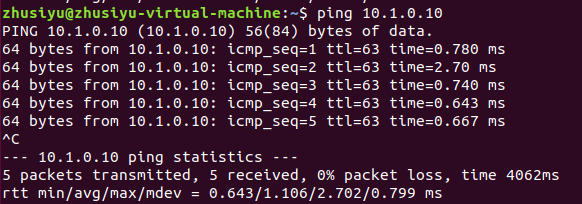 zhusiyu@zhusiyu-virtual-machine:~$ ping 10.1.0.10
PING 10.1.0.10 (10.1.0.10) 56(84) bytes of data.
64 bytes from 10.1.0.10: icmp_seq=1 ttl=63 time=0.780 ms
64 bytes from 10.1.0.10: icmp_seq=2 ttl=63 time=2.70 ms
64 bytes from 10.1.0.10: icmp_seq=3 ttl=63 time=0.740 ms
64 bytes from 10.1.0.10: icmp_seq=4 ttl=63 time=0.643 ms
64 bytes from 10.1.0.10: icmp_seq=5 ttl=63 time=0.667 ms
^C
--- 10.1.0.10 ping statistics ---
5 packets transmitted, 5 received, 0% packet loss, time 4062ms
rtt min/avg/max/mdev = 0.643/1.106/2.702/0.799 ms